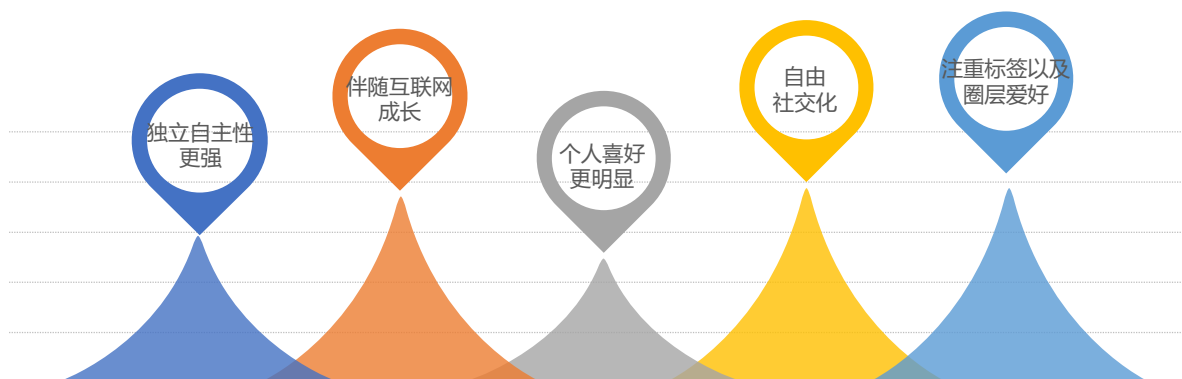 独立自主性
更强
伴随互联网
成长
个人喜好
更明显
自由
社交化
注重标签以及
圈层爱好